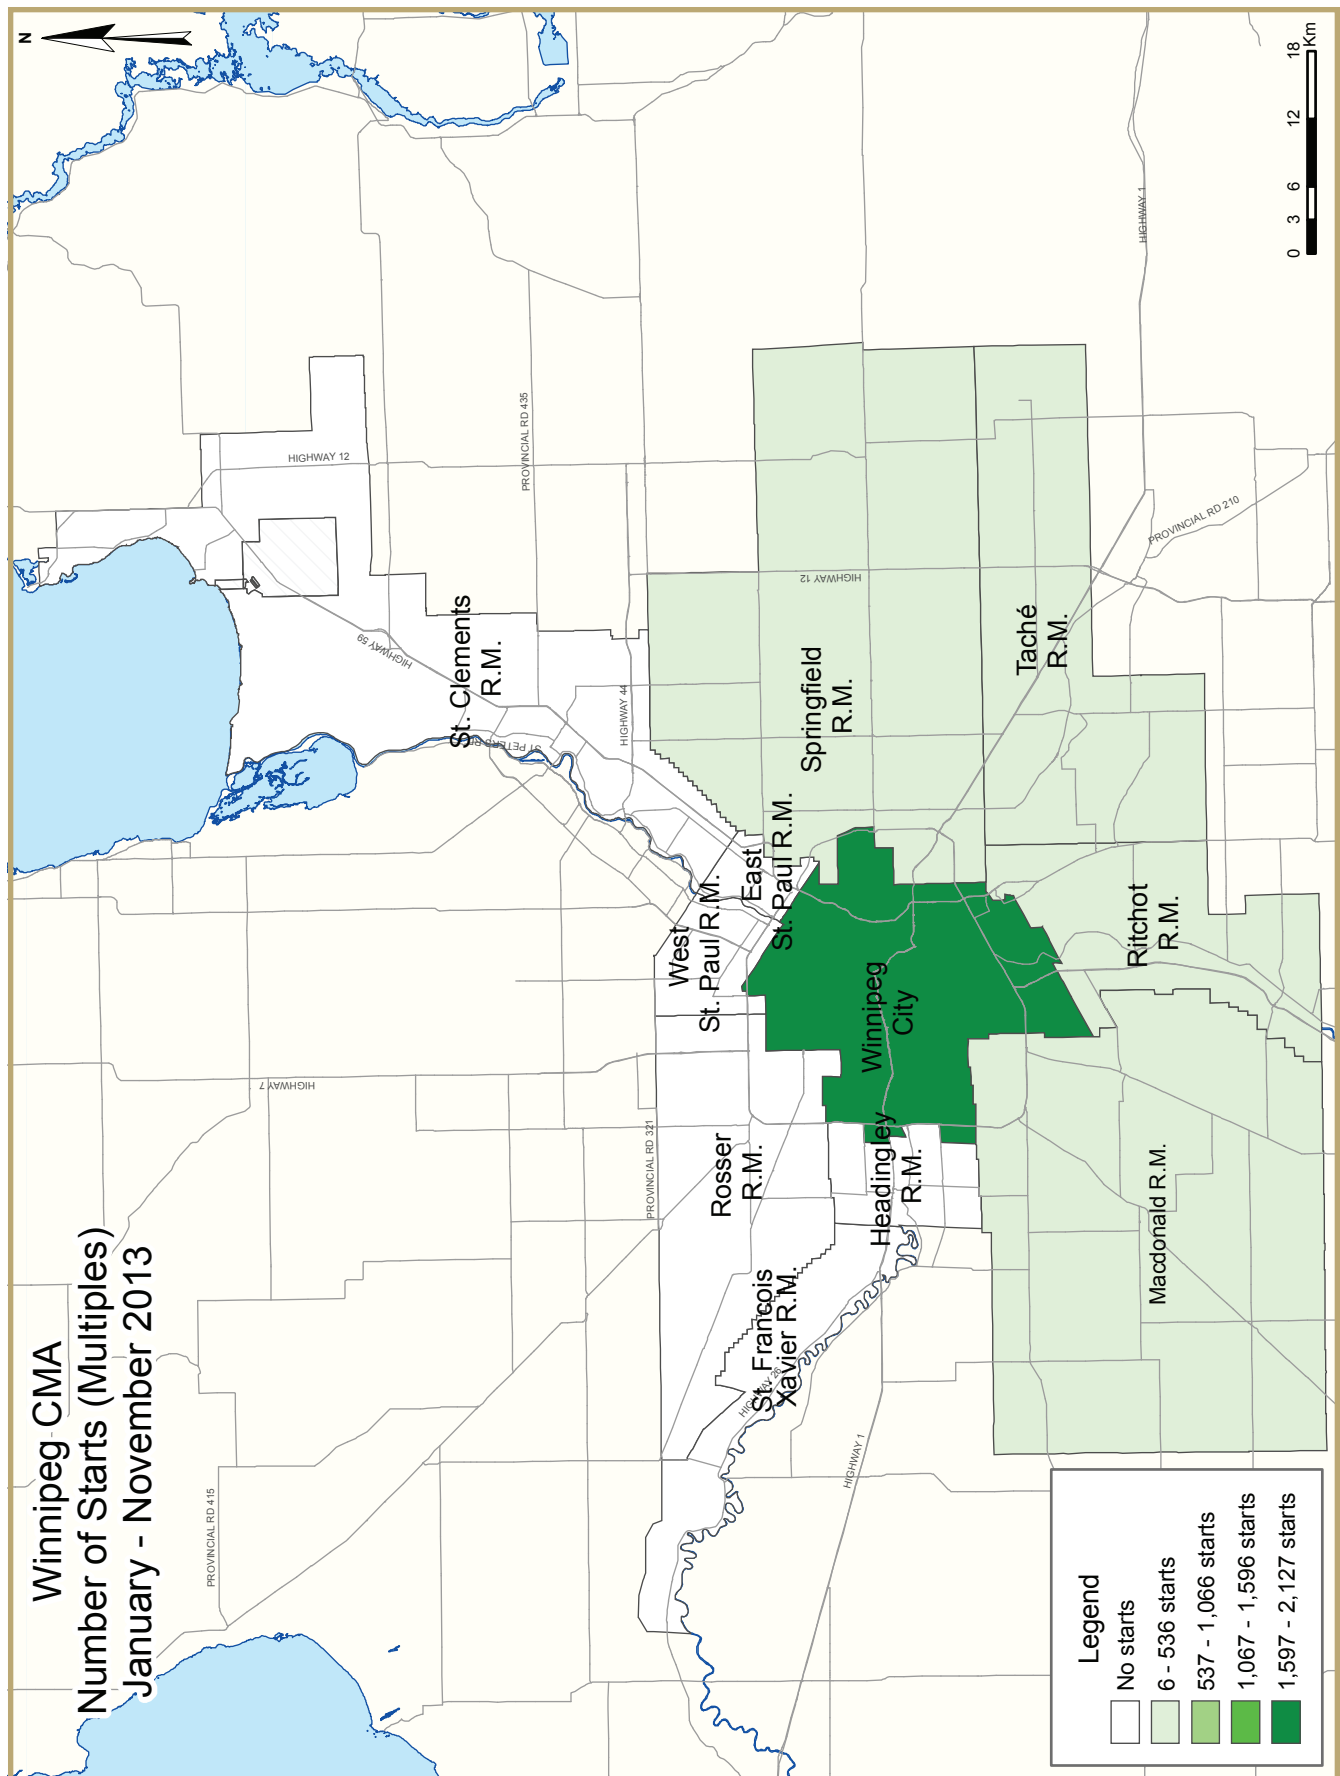 Winnipeg CMA
Number of Starts (Multiples)
January - November 2013
N
PROVINCIAL RD 415
HIGHWAY 7
HIGHWAY 12
PROVINCIAL RD 435
HIGHWAY 59
St. Clements
R.M.
ST PETERS RD
HIGHWAY 44
PROVINCIAL RD 321
West
St. Paul R.M.
East
St. Paul R.M.
Rosser
R.M.
St. Francois
Xavier R.M.
HIGHWAY 26
HIGHWAY 1
Headingley
R.M.
Winnipeg
City
Springfield
R.M.
HIGHWAY 12
Taché
R.M.
HIGHWAY 1
PROVINCIAL RD 210
Ritchot
R.M.
Macdonald R.M.
Legend
No starts
6 - 536 starts
537 - 1,066 starts
1,067 - 1,596 starts
1,597 - 2,127 starts
0 3 6 12 18
Km